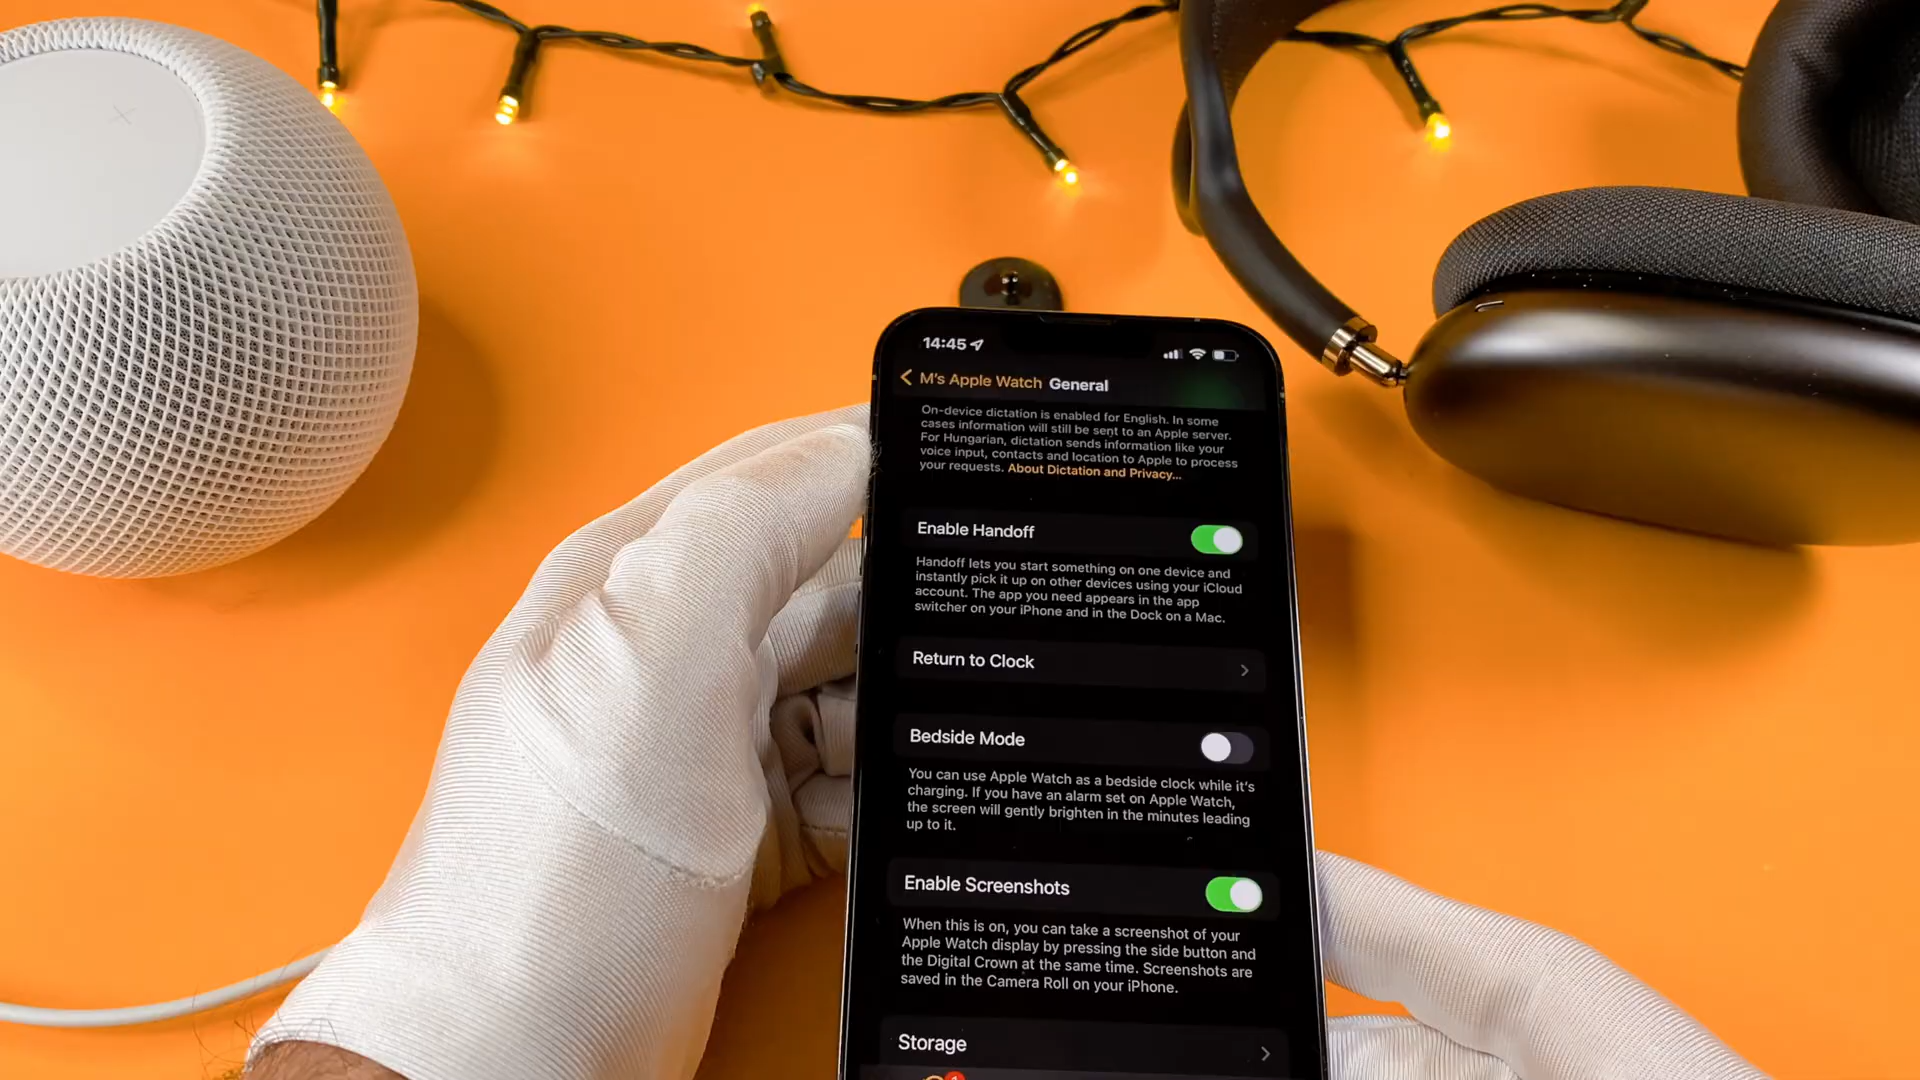 14:45
M's Apple Watch General
On-device dictation is enabled for English. In some
cases information will still be sent to an Apple server.
For Hungarian, dictation sends information like your
voice input, contacts and location to Apple to process
your requests. About Dictation and Privacy...
Enable Handoff
Handoff lets you start something on one device and
instantly pick it up on other devices using your iCloud
account. The app you need appears in the app
switcher on your iPhone and in the Dock on a Mac.
Return to Clock
Bedside Mode
You can use Apple Watch as a bedside clock while it's
charging. If you have an alarm set on Apple Watch,
the screen will gently brighten in the minutes leading
up to it.
Enable Screenshots
When this is on, you can take a screenshot of your
Apple Watch display by pressing the side button and
the Digital Crown at the same time. Screenshots are
saved in the Camera Roll on your iPhone.
Storage
1